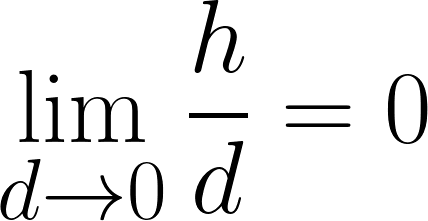 lim_{d→0} h/d = 0